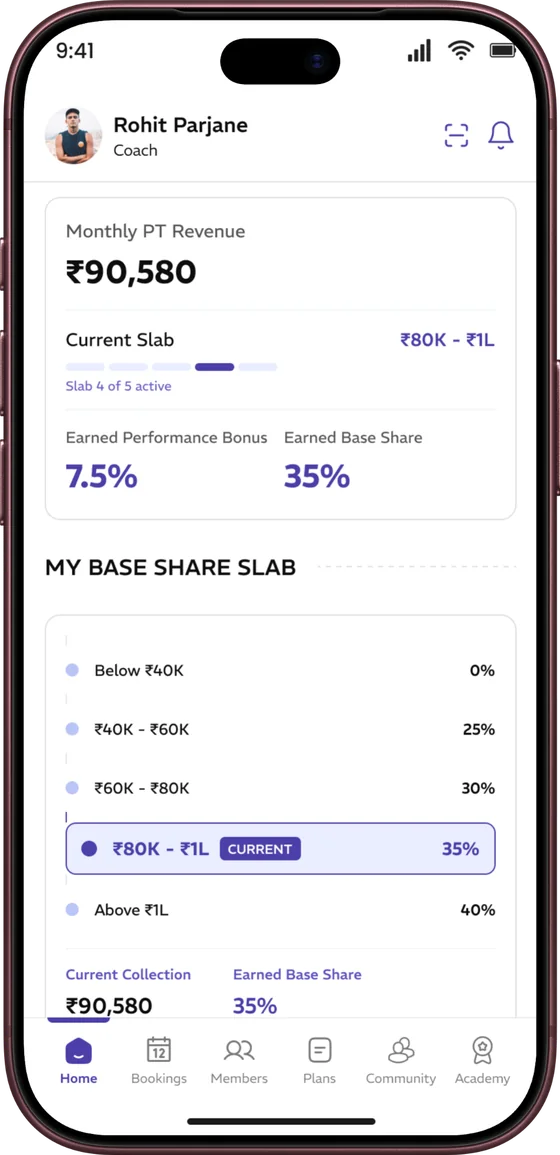 9:41
Rohit Parjane
Coach
Monthly PT Revenue
₹90,580
Current Slab ₹80K - ₹1L
Slab 4 of 5 active
Earned Performance Bonus Earned Base Share
7.5% 35%
MY BASE SHARE SLAB
Below ₹40K 0%
₹40K - ₹60K 25%
₹60K - ₹80K 30%
₹80K - ₹1L CURRENT 35%
Above ₹1L 40%
Current Collection Earned Base Share
₹90,580 35%
12
Home Bookings Members Plans Community Academy